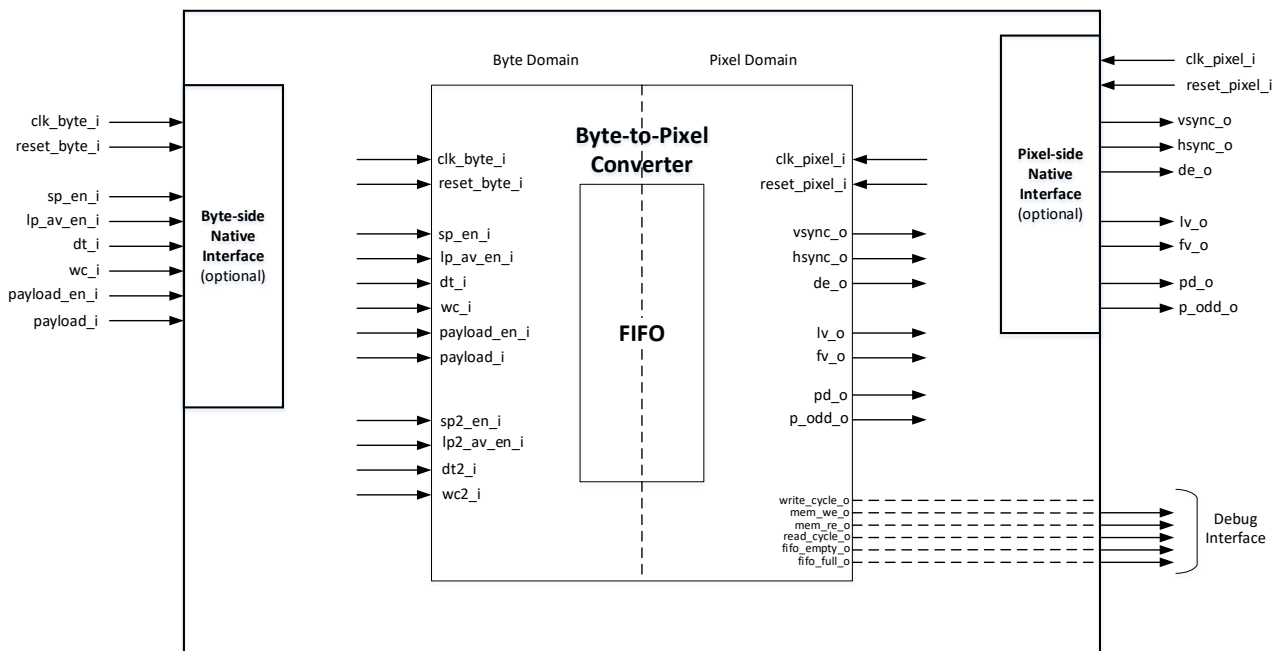 Byte Domain
Pixel Domain
clk_byte_i
reset_byte_i
sp_en_i
lp_av_en_i
dt_i
wc_i
payload_en_i
payload_i
Byte-side
Native
Interface
(optional)
Byte-to-Pixel
Converter
clk_byte_i
reset_byte_i
sp_en_i
lp_av_en_i
dt_i
wc_i
payload_en_i
payload_i
sp2_en_i
lp2_av_en_i
dt2_i
wc2_i
FIFO
clk_pixel_i
reset_pixel_i
vsync_o
hsync_o
de_o
lv_o
fv_o
pd_o
p_odd_o
write_cycle_o
mem_we_o
mem_re_o
read_cycle_o
fifo_empty_o
fifo_full_o
Pixel-side
Native
Interface
(optional)
clk_pixel_i
reset_pixel_i
vsync_o
hsync_o
de_o
lv_o
fv_o
pd_o
p_odd_o
Debug
Interface